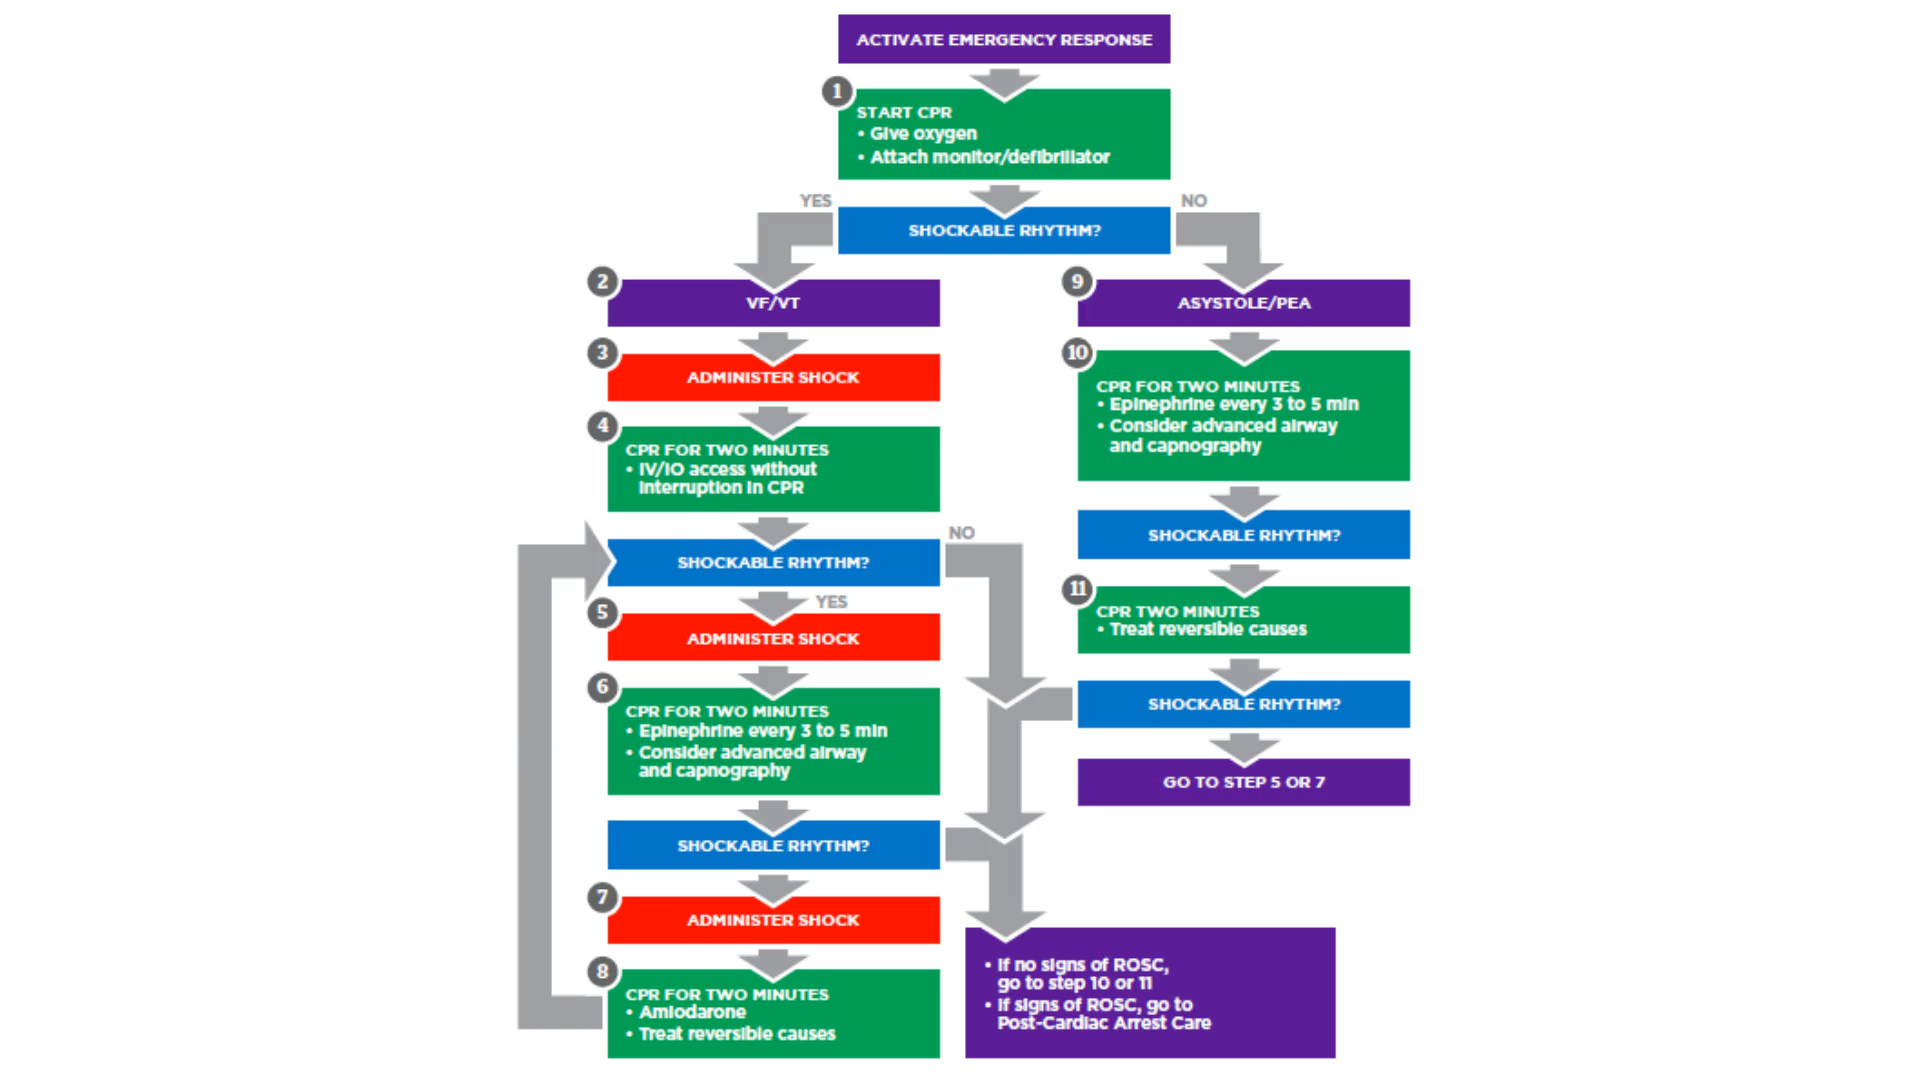 ACTIVATE EMERGENCY RESPONSE
1
START CPR
• Give oxygen
• Attach monitor/defibrillator
YES
NO
SHOCKABLE RHYTHM?
2
VF/VT
3
ADMINISTER SHOCK
4
CPR FOR TWO MINUTES
• IV/IO access without
interruption in CPR
SHOCKABLE RHYTHM?
NO
YES
5
ADMINISTER SHOCK
6
CPR FOR TWO MINUTES
• Epinephrine every 3 to 5 min
• Consider advanced airway
and capnography
SHOCKABLE RHYTHM?
7
ADMINISTER SHOCK
8
CPR FOR TWO MINUTES
• Amiodarone
• Treat reversible causes
9
ASYSTOLE/PEA
10
CPR FOR TWO MINUTES
• Epinephrine every 3 to 5 min
• Consider advanced airway
and capnography
SHOCKABLE RHYTHM?
11
CPR TWO MINUTES
• Treat reversible causes
SHOCKABLE RHYTHM?
GO TO STEP 5 OR 7
• If no signs of ROSC,
go to step 10 or 11
• If signs of ROSC, go to
Post-Cardiac Arrest Care